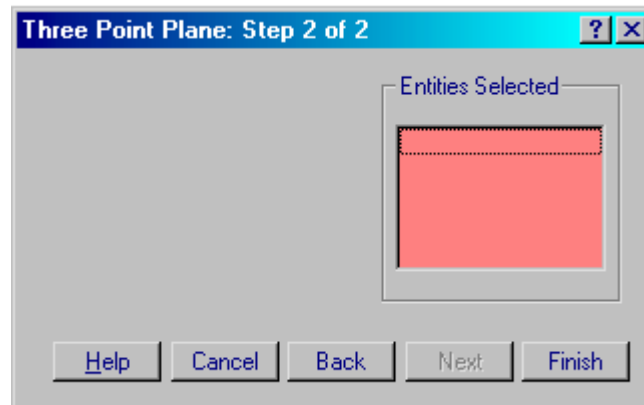 Three Point Plane: Step 2 of 2
Entities Selected
Help Cancel Back Next Finish